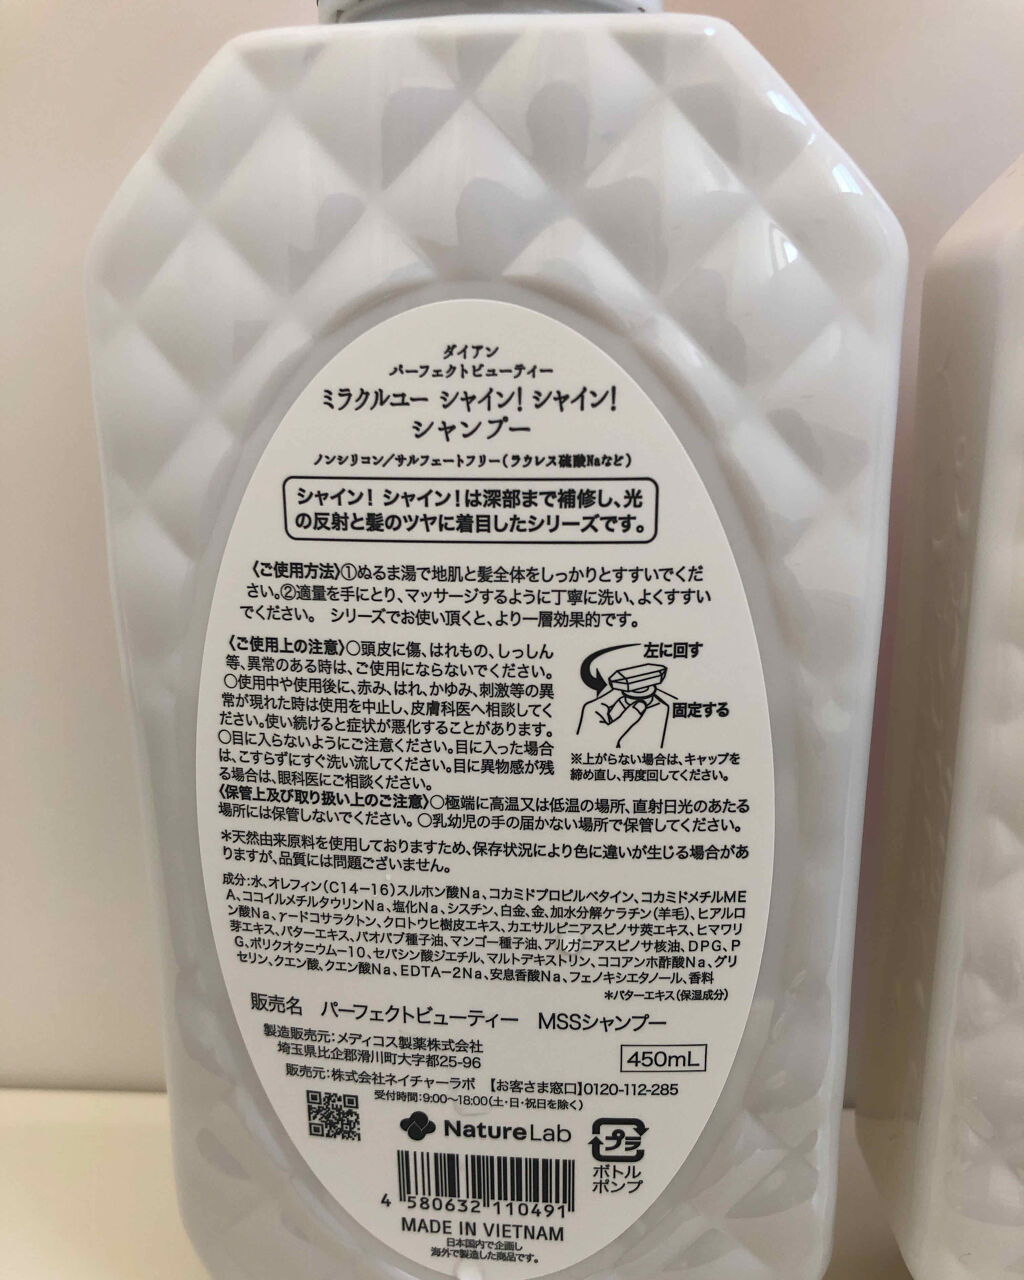 ダイアン
パーフェクトビューティー
ミラクルユー シャイン! シャイン!
シャンプー
ノンシリコン/サルフェートフリー(ラウレス硫酸Naなど)
シャイン! シャイン!は深部まで補修し、光
の反射と髪のツヤに着目したシリーズです。
〈ご使用方法〉①ぬるま湯で地肌と髪全体をしっかりとすすいでくだ
さい。②適量を手にとり、マッサージするように丁寧に洗い、よくすすい
でください。 シリーズでお使い頂くと、より一層効果的です。
〈ご使用上の注意〉○頭皮に傷、はれもの、しっしん
等、異常のある時は、ご使用にならないでください。
○使用中や使用後に、赤み、はれ、かゆみ、刺激等の異
常が現れた時は使用を中止し、皮膚科医へ相談してく
ださい。使い続けると症状が悪化することがあります。
○目に入らないようにご注意ください。目に入った場合
は、こすらずにすぐ洗い流してください。目に異物感が残
る場合は、眼科医にご相談ください。
左に回す
固定する
※上がらない場合は、キャップを
締め直し、再度回してください。
〈保管上及び取り扱い上のご注意〉○極端に高温又は低温の場所、直射日光のあたる
場所には保管しないでください。○乳幼児の手の届かない場所で保管してください。
*天然由来原料を使用しておりますため、保存状況により色に違いが生じる場合があ
りますが、品質には問題ございません。
成分:水、オレフィン(C14-16)スルホン酸Na、コカミドプロピルベタイン、コカミドメチルME
A、ココイルメチルタウリンNa、塩化Na、シスチン、白金、金、加水分解ケラチン(羊毛)、ヒアルロ
ン酸Na、γ-ドコサラクトン、クロトウヒ樹皮エキス、カエサルピニアスピノサ莢エキス、ヒマワリ
芽エキス、バターエキス、バオバブ種子油、マンゴー種子油、アルガニアスピノサ核油、DPG、P
G、ポリクオタニウム-10、セバシン酸ジエチル、マルトデキストリン、ココアンホ酢酸Na、グリ
セリン、クエン酸、クエン酸Na、EDTA-2Na、安息香酸Na、フェノキシエタノール、香料
*バターエキス(保湿成分)
販売名 パーフェクトビューティー MSSシャンプー
製造販売元:メディコス製薬株式会社
埼玉県比企郡滑川町大字都25-96
450mL
販売元:株式会社ネイチャーラボ 【お客さま窓口】0120-112-285
受付時間:9:00~18:00(土・日・祝日を除く)
NatureLab
プラ
ボトル
ポンプ
4 580632 110491
MADE IN VIETNAM
日本国内で企画し
海外で製造した商品です。